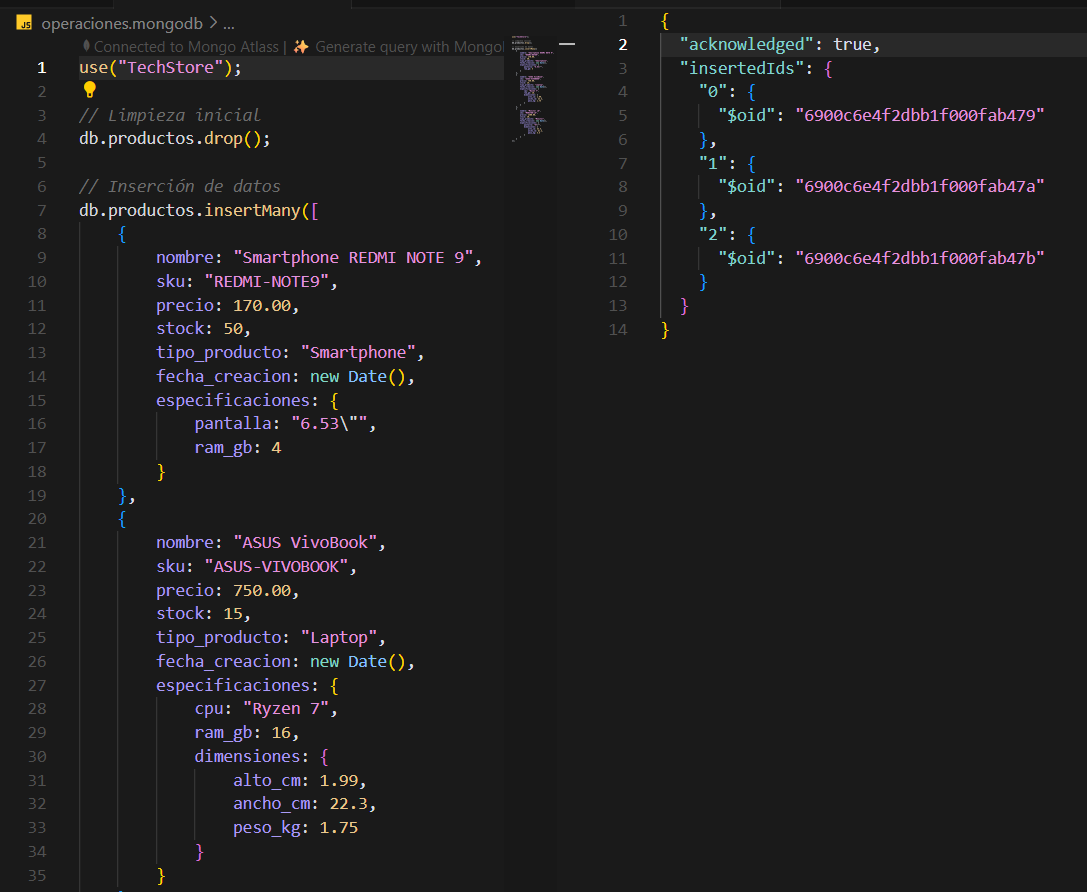 JS operaciones.mongodb > ...
Connected to Mongo Atlass | ✨ Generate query with Mongo
1 use("TechStore");
2
3 // Limpieza inicial
4 db.productos.drop();
5
6 // Inserción de datos
7 db.productos.insertMany([
8 {
9 nombre: "Smartphone REDMI NOTE 9",
10 sku: "REDMI-NOTE9",
11 precio: 170.00,
12 stock: 50,
13 tipo_producto: "Smartphone",
14 fecha_creacion: new Date(),
15 especificaciones: {
16 pantalla: "6.53\"",
17 ram_gb: 4
18 }
19 },
20 {
21 nombre: "ASUS VivoBook",
22 sku: "ASUS-VIVOBOOK",
23 precio: 750.00,
24 stock: 15,
25 tipo_producto: "Laptop",
26 fecha_creacion: new Date(),
27 especificaciones: {
28 cpu: "Ryzen 7",
29 ram_gb: 16,
30 dimensiones: {
31 alto_cm: 1.99,
32 ancho_cm: 22.3,
33 peso_kg: 1.75
34 }
35 }
1 {
2 "acknowledged": true,
3 "insertedIds": {
4 "0": {
5 "$oid": "6900c6e4f2dbb1f000fab479"
6 },
7 "1": {
8 "$oid": "6900c6e4f2dbb1f000fab47a"
9 },
10 "2": {
11 "$oid": "6900c6e4f2dbb1f000fab47b"
12 }
13 }
14 }